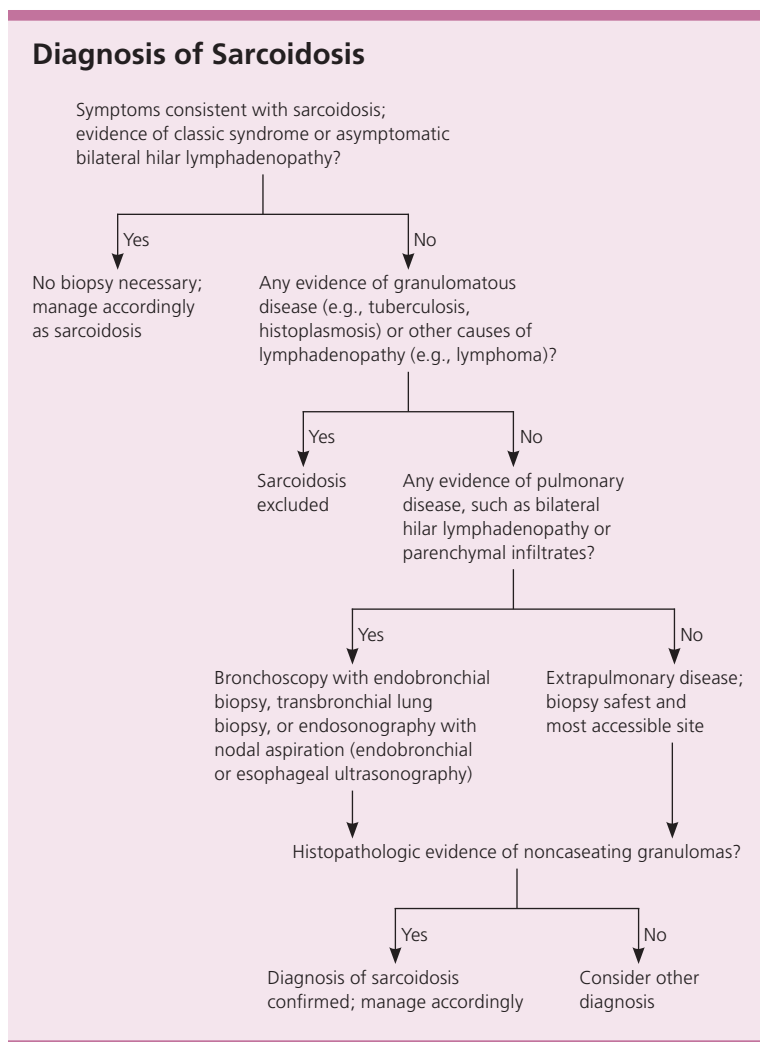 Diagnosis of Sarcoidosis
Symptoms consistent with sarcoidosis;
evidence of classic syndrome or asymptomatic
bilateral hilar lymphadenopathy?
Yes
No
No biopsy necessary;
manage accordingly
as sarcoidosis
Any evidence of granulomatous
disease (e.g., tuberculosis,
histoplasmosis) or other causes of
lymphadenopathy (e.g., lymphoma)?
Yes
No
Sarcoidosis
excluded
Any evidence of pulmonary
disease, such as bilateral
hilar lymphadenopathy or
parenchymal infiltrates?
Yes
No
Bronchoscopy with endobronchial
biopsy, transbronchial lung
biopsy, or endosonography with
nodal aspiration (endobronchial
or esophageal ultrasonography)
Extrapulmonary disease;
biopsy safest and
most accessible site
Histopathologic evidence of noncaseating granulomas?
Yes
No
Diagnosis of sarcoidosis
confirmed; manage accordingly
Consider other
diagnosis